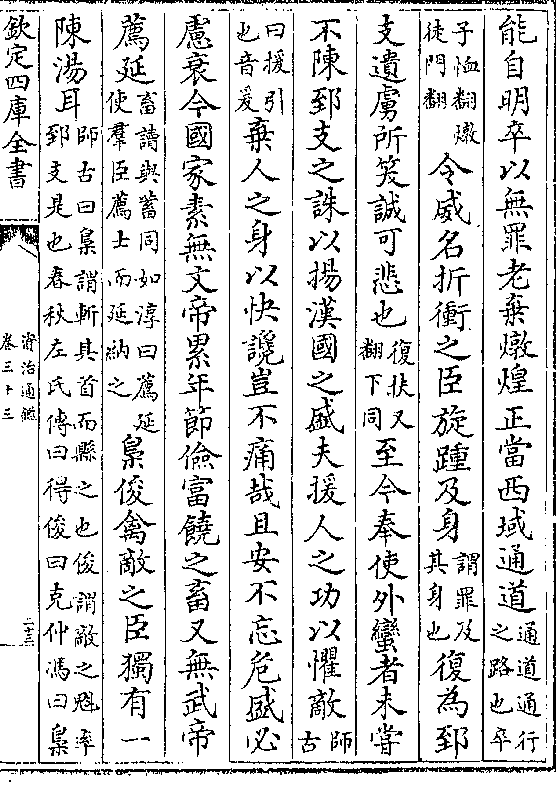 能自明卒以無罪老棄燉煌正當西域通道通道通行之路也卒
子恤翻燉徒門翻令威名折衝之臣旋踵及身謂罪及其身也復為郅
支遺虜所笈誠可悲也復扶又翻下同至今奉使外蠻者未嘗
不陳郅支之誅以揚漢國之盛夫援人之功以懼敵師古
曰援引也音爰棄人之身以快讒豈不痛哉且安不忘危盛必
慮衰今國家素無文帝累年節儉富饒之畜又無武帝
薦延畜讀與蓄同如淳曰薦延使羣臣薦士而延納之梟俊禽敵之臣獨有一
陳湯耳師古曰梟謂斬其首而縣之也俊謂敵之魁率郅支是也春秋左氏傳曰得俊曰克仲馮曰梟
欽定四庫全書
資治通鑑
卷三十三
二十三